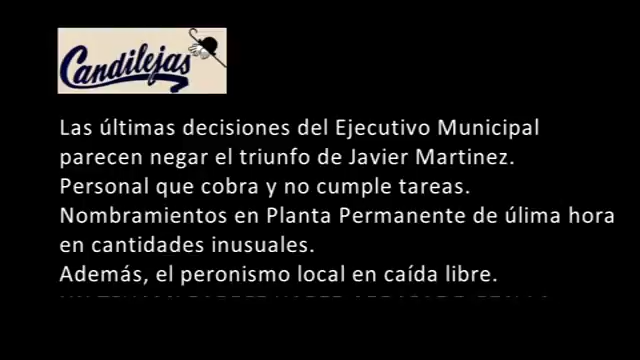 Candilejas
Las últimas decisiones del Ejecutivo Municipal
parecen negar el triunfo de Javier Martinez.
Personal que cobra y no cumple tareas.
Nombramientos en Planta Permanente de úlima hora
en cantidades inusuales.
Además, el peronismo local en caída libre.